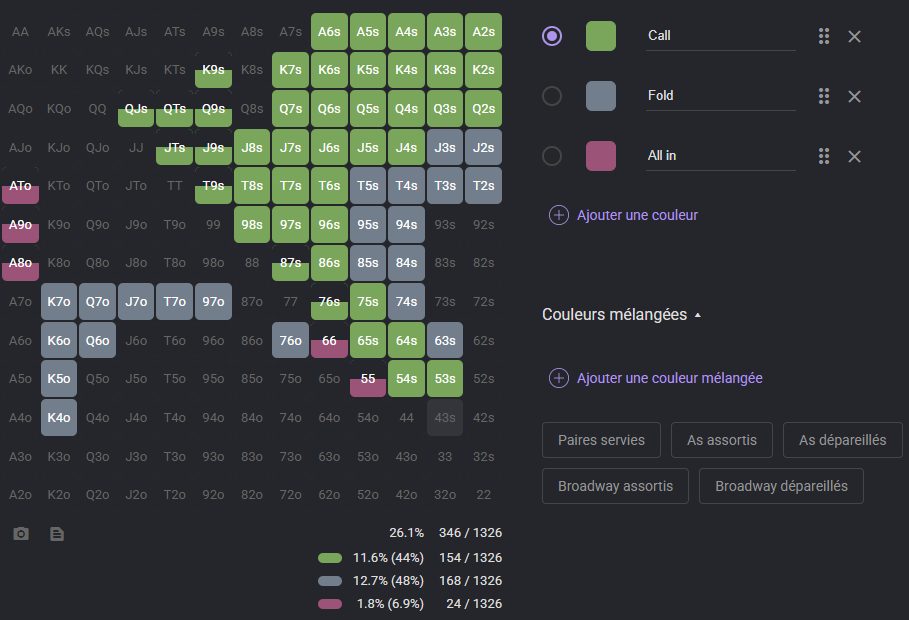 AA AKs AQs AJs ATs A9s A8s A7s A6s A5s A4s A3s A2s
AKo KK KQs KJs KTs K9s K8s K7s K6s K5s K4s K3s K2s
AQo KQo QQ QJs QTs Q9s Q8s Q7s Q6s Q5s Q4s Q3s Q2s
AJo KJo QJo JJ JTs J9s J8s J7s J6s J5s J4s J3s J2s
ATo KTo QTo JTo TT T9s T8s T7s T6s T5s T4s T3s T2s
A9o K9o Q9o J9o T9o 99 98s 97s 96s 95s 94s 93s 92s
A8o K8o Q8o J8o T8o 98o 88 87s 86s 85s 84s 83s 82s
A7o K7o Q7o J7o T7o 97o 87o 77 76s 75s 74s 73s 72s
A6o K6o Q6o J6o T6o 96o 86o 76o 66 65s 64s 63s 62s
A5o K5o Q5o J5o T5o 95o 85o 75o 65o 55 54s 53s 52s
A4o K4o Q4o J4o T4o 94o 84o 74o 64o 54o 44 43s 42s
A3o K3o Q3o J3o T3o 93o 83o 73o 63o 53o 43o 33 32s
A2o K2o Q2o J2o T2o 92o 82o 72o 62o 52o 42o 32o 22
26.1% 346 / 1326
11.6% (44%) 154 / 1326
12.7% (48%) 168 / 1326
1.8% (6.9%) 24 / 1326
Call
Fold
All in
Ajouter une couleur
Couleurs mélangées
Ajouter une couleur mélangée
Paires servies As assortis As dépareillés
Broadway assortis Broadway dépareillés